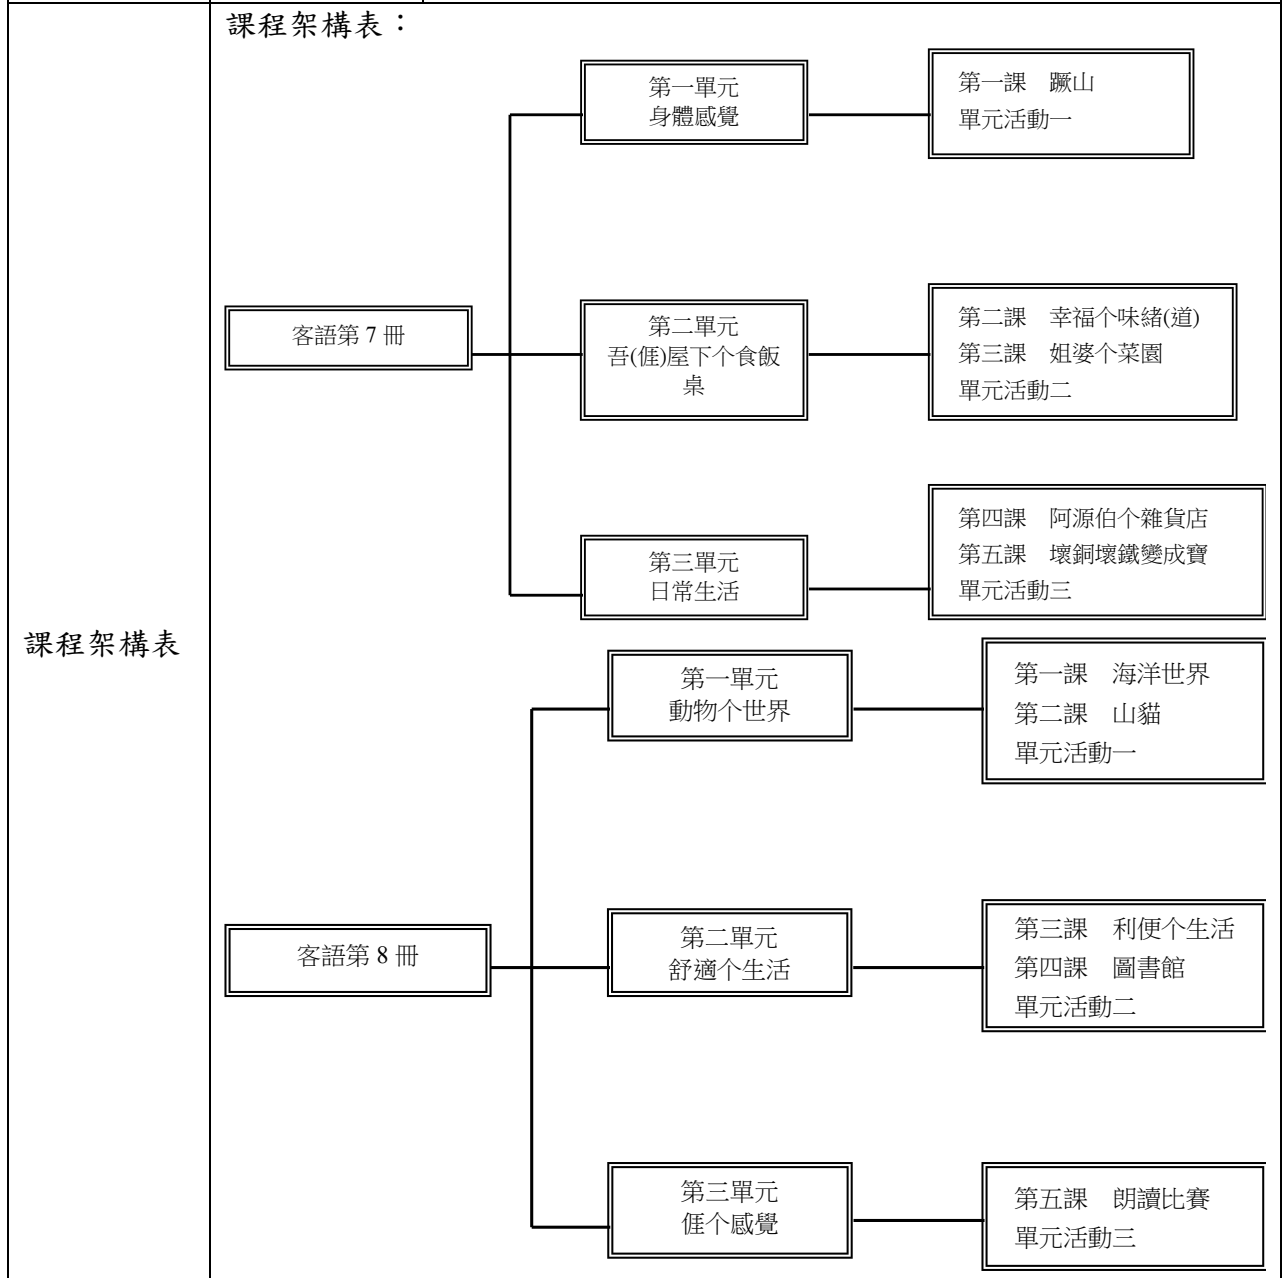 課程架構表
課程架構表：
客語第 7 冊
第一單元
身體感覺
第一課　蹶山
單元活動一
第二單元
吾(𠊎)屋下个食飯
桌
第二課　幸福个味緒(道)
第三課　姐婆个菜園
單元活動二
第三單元
日常生活
第四課　阿源伯个雜貨店
第五課　壞銅壞鐵變成寶
單元活動三
客語第 8 冊
第一單元
動物个世界
第一課　海洋世界
第二課　山貓
單元活動一
第二單元
舒適个生活
第三課　利便个生活
第四課　圖書館
單元活動二
第三單元
𠊎个感覺
第五課　朗讀比賽
單元活動三